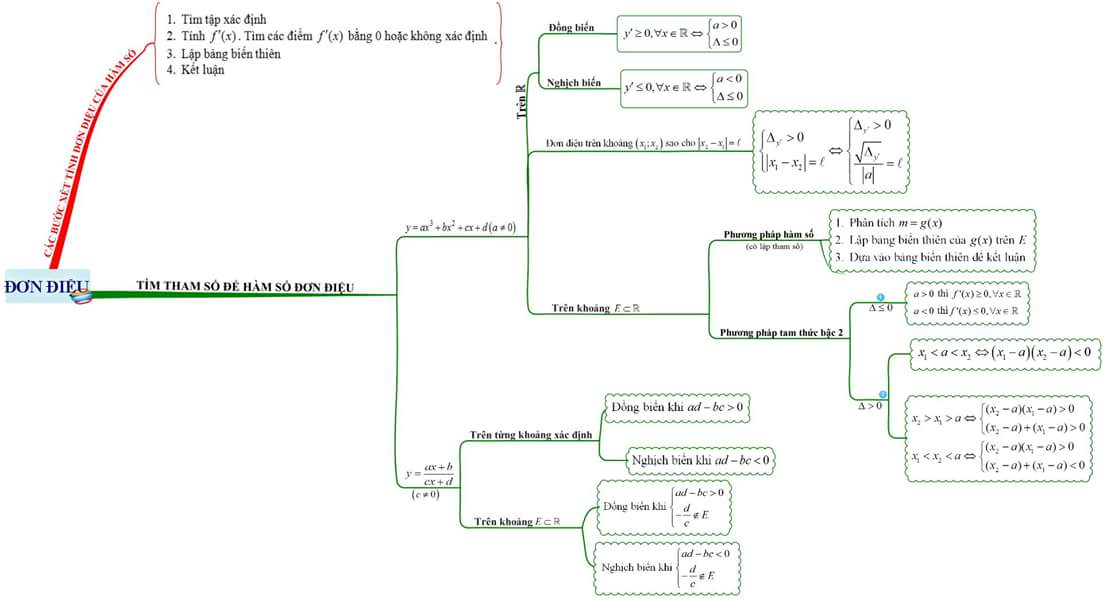 ĐƠN ĐIỆU
CÁC BƯỚC XÉT TÍNH ĐƠN ĐIỆU CỦA HÀM SỐ
1. Tìm tập xác định
2. Tính f'(x). Tìm các điểm f'(x) bằng 0 hoặc không xác định
3. Lập bảng biến thiên
4. Kết luận
TÌM THAM SỐ ĐỂ HÀM SỐ ĐƠN ĐIỆU
y = ax³ + bx² + cx + d (a ≠ 0)
Trên ℝ
Đồng biến
y' ≥ 0, ∀x ∈ ℝ ⇔ { a > 0
Δ ≤ 0
Nghịch biến
y' ≤ 0, ∀x ∈ ℝ ⇔ { a < 0
Δ ≤ 0
Đơn điệu trên khoảng (x₁; x₂) sao cho |x₂ − x₁| = ℓ
{ Δ_y' > 0
|x₁ − x₂| = ℓ
⇔ { Δ_y' > 0
√Δ_y' / |a| = ℓ
Trên khoảng E ⊂ ℝ
Phương pháp hàm số
(cô lập tham số)
1. Phân tích m = g(x)
2. Lập bảng biến thiên của g(x) trên E
3. Dựa vào bảng biến thiên để kết luận
Phương pháp tam thức bậc 2
Δ ≤ 0
a > 0 thì f'(x) ≥ 0, ∀x ∈ ℝ
a < 0 thì f'(x) ≤ 0, ∀x ∈ ℝ
Δ > 0
x₁ < a < x₂ ⇔ (x₁ − a)(x₂ − a) < 0
x₂ > x₁ > a ⇔ { (x₂ − a)(x₁ − a) > 0
(x₂ − a) + (x₁ − a) > 0
x₁ < x₂ < a ⇔ { (x₂ − a)(x₁ − a) > 0
(x₂ − a) + (x₁ − a) < 0
y = (ax + b)/(cx + d)
(c ≠ 0)
Trên từng khoảng xác định
Đồng biến khi ad − bc > 0
Nghịch biến khi ad − bc < 0
Trên khoảng E ⊂ ℝ
Đồng biến khi { ad − bc > 0
−d/c ∉ E
Nghịch biến khi { ad − bc < 0
−d/c ∉ E